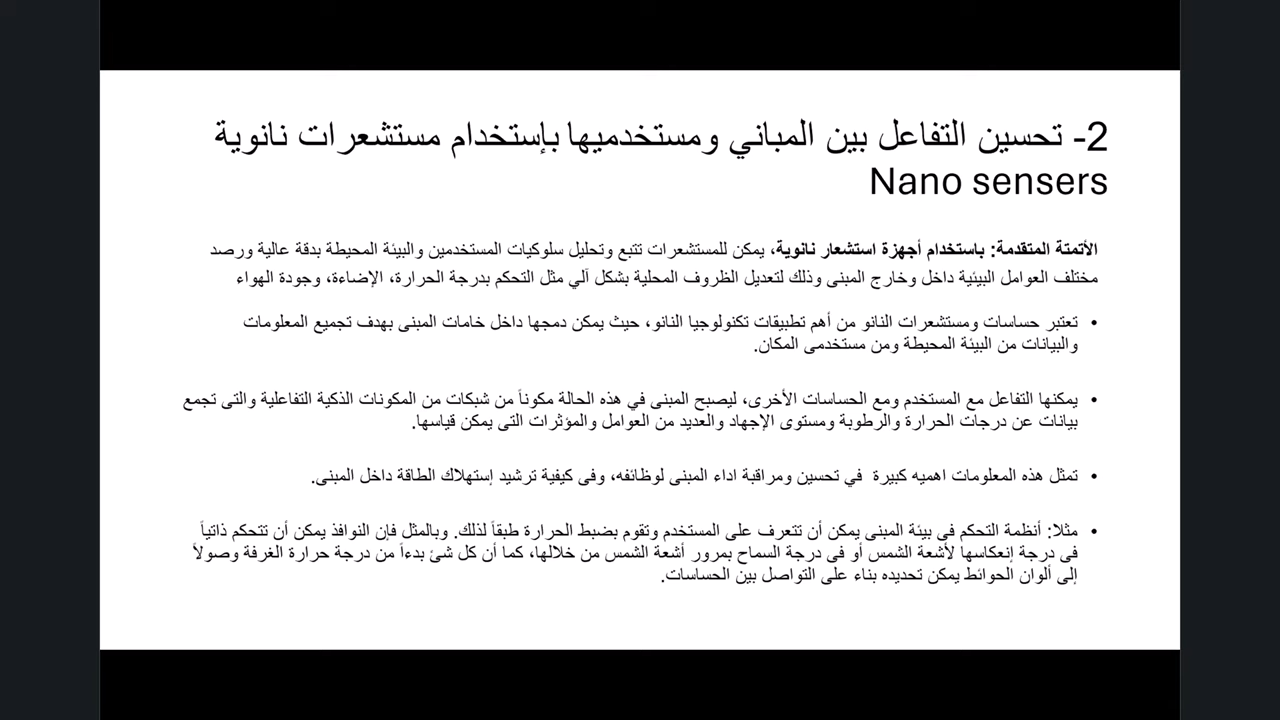 2- تحسين التفاعل بين المباني ومستخدميها بإستخدام مستشعرات نانوية
Nano sensers
الأتمتة المتقدمة: باستخدام أجهزة استشعار نانوية، يمكن للمستشعرات تتبع وتحليل سلوكيات المستخدمين والبيئة المحيطة بدقة عالية ورصد
مختلف العوامل البيئية داخل وخارج المبنى وذلك لتعديل الظروف المحلية بشكل آلي مثل التحكم بدرجة الحرارة، الإضاءة، وجودة الهواء
• تعتبر حساسات ومستشعرات النانو من أهم تطبيقات تكنولوجيا النانو، حيث يمكن دمجها داخل خامات المبنى بهدف تجميع المعلومات
والبيانات من البيئة المحيطة ومن مستخدمى المكان.
• يمكنها التفاعل مع المستخدم ومع الحساسات الأخرى، ليصبح المبنى في هذه الحالة مكوناً من شبكات من المكونات الذكية التفاعلية والتى تجمع
بيانات عن درجات الحرارة والرطوبة ومستوى الإجهاد والعديد من العوامل والمؤثرات التى يمكن قياسها.
• تمثل هذه المعلومات اهميه كبيرة في تحسين ومراقبة اداء المبنى لوظائفه، وفى كيفية ترشيد إستهلاك الطاقة داخل المبنى.
• مثلا: أنظمة التحكم فى بيئة المبنى يمكن أن تتعرف على المستخدم وتقوم بضبط الحرارة طبقاً لذلك. وبالمثل فإن النوافذ يمكن أن تتحكم ذاتياً
فى درجة إنعكاسها لأشعة الشمس أو فى درجة السماح بمرور أشعة الشمس من خلالها، كما أن كل شئ بدءاً من درجة حرارة الغرفة وصولاً
إلى ألوان الحوائط يمكن تحديده بناء على التواصل بين الحساسات.